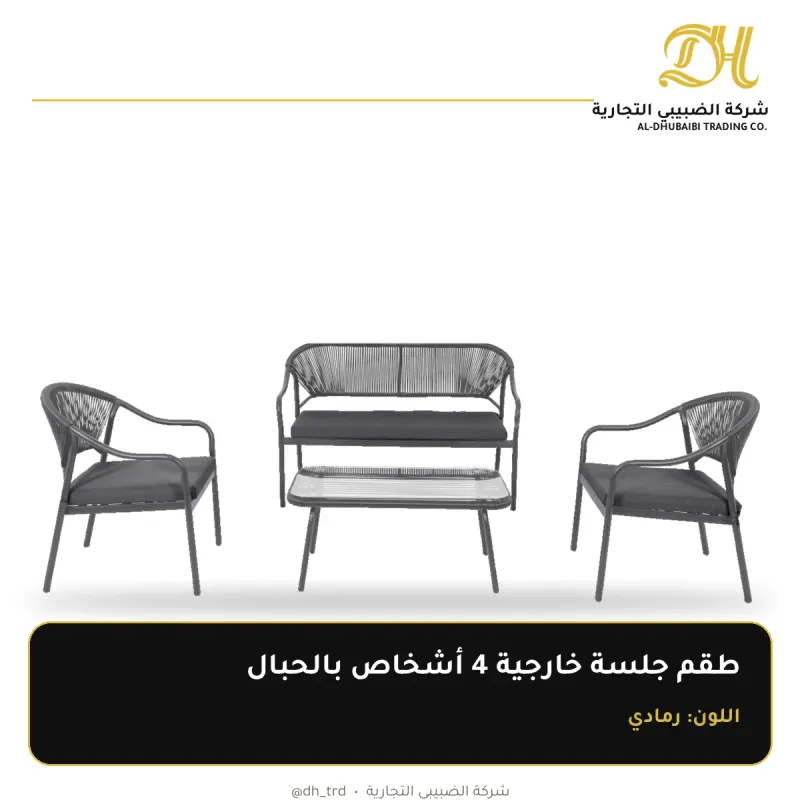 DH
شركة الضبيبي التجارية
AL-DHUBAIBI TRADING CO.
طقم جلسة خارجية 4 أشخاص بالحبال
اللون: رمادي
شركة الضبيبي التجارية • @dh_trd